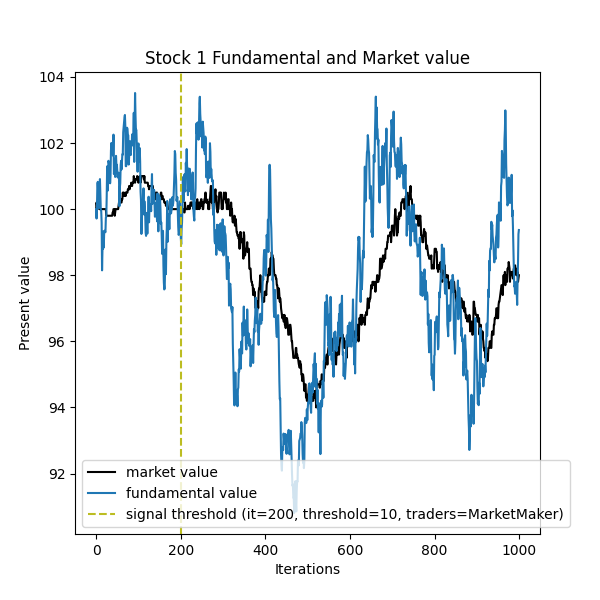 Stock 1 Fundamental and Market value
104
102
100
98
96
94
92
Present value
market value
fundamental value
signal threshold (it=200, threshold=10, traders=MarketMaker)
0 200 400 600 800 1000
Iterations